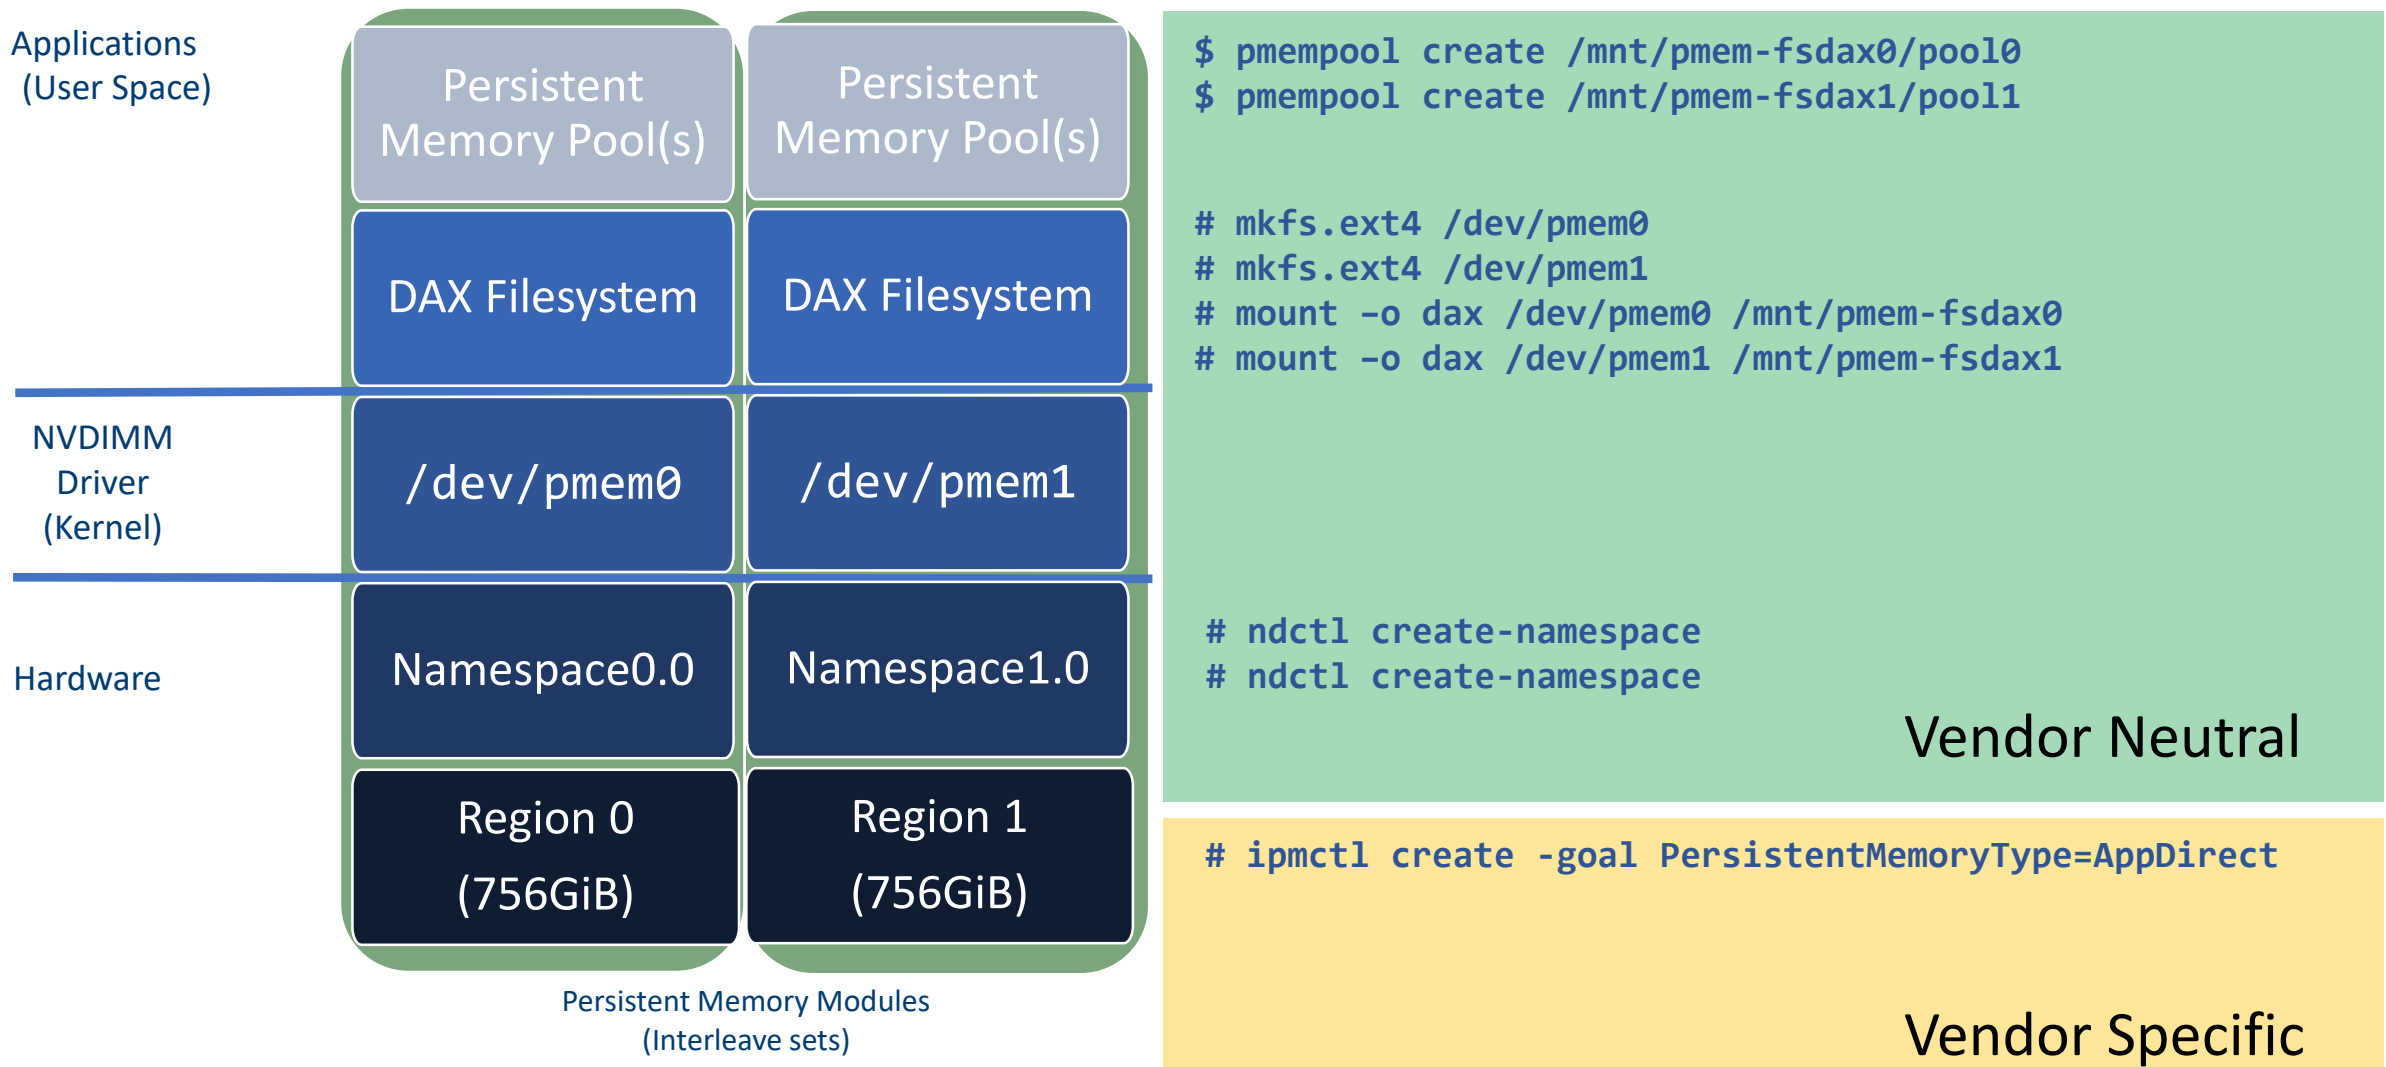 Applications
(User Space)
Persistent
Memory Pool(s)
Persistent
Memory Pool(s)
$ pmempool create /mnt/pmem-fsdax0/pool0
$ pmempool create /mnt/pmem-fsdax1/pool1
DAX Filesystem
DAX Filesystem
# mkfs.ext4 /dev/pmem0
# mkfs.ext4 /dev/pmem1
# mount –o dax /dev/pmem0 /mnt/pmem-fsdax0
# mount –o dax /dev/pmem1 /mnt/pmem-fsdax1
NVDIMM
Driver
(Kernel)
/dev/pmem0
/dev/pmem1
Hardware
Namespace0.0
Namespace1.0
# ndctl create-namespace
# ndctl create-namespace
Vendor Neutral
Region 0
(756GiB)
Region 1
(756GiB)
# ipmctl create -goal PersistentMemoryType=AppDirect
Vendor Specific
Persistent Memory Modules
(Interleave sets)